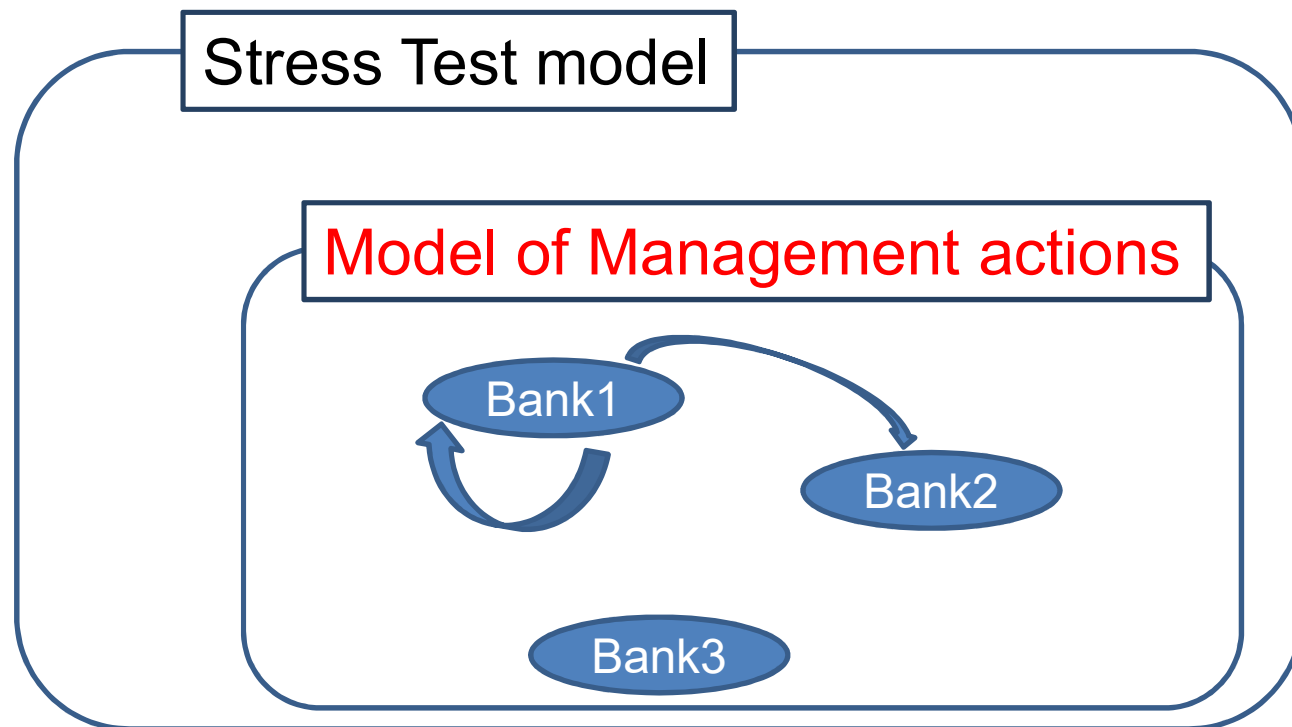 Stress Test model
Model of Management actions
Bank1
Bank2
Bank3